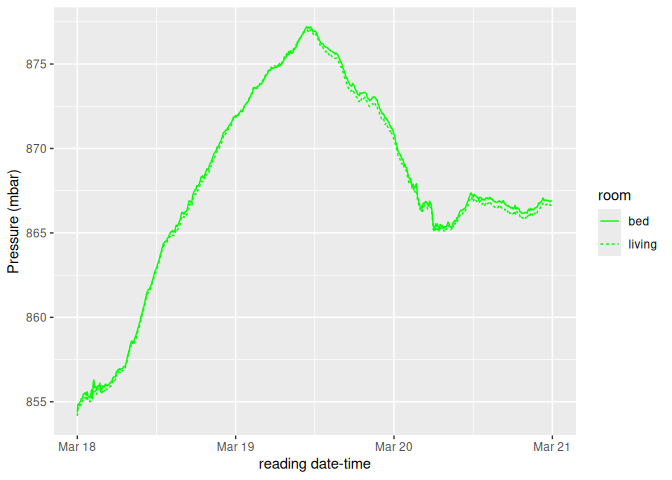 875
870
865
860
855
Pressure (mbar)
Mar 18
Mar 19
Mar 20
Mar 21
reading date-time
room
bed
living